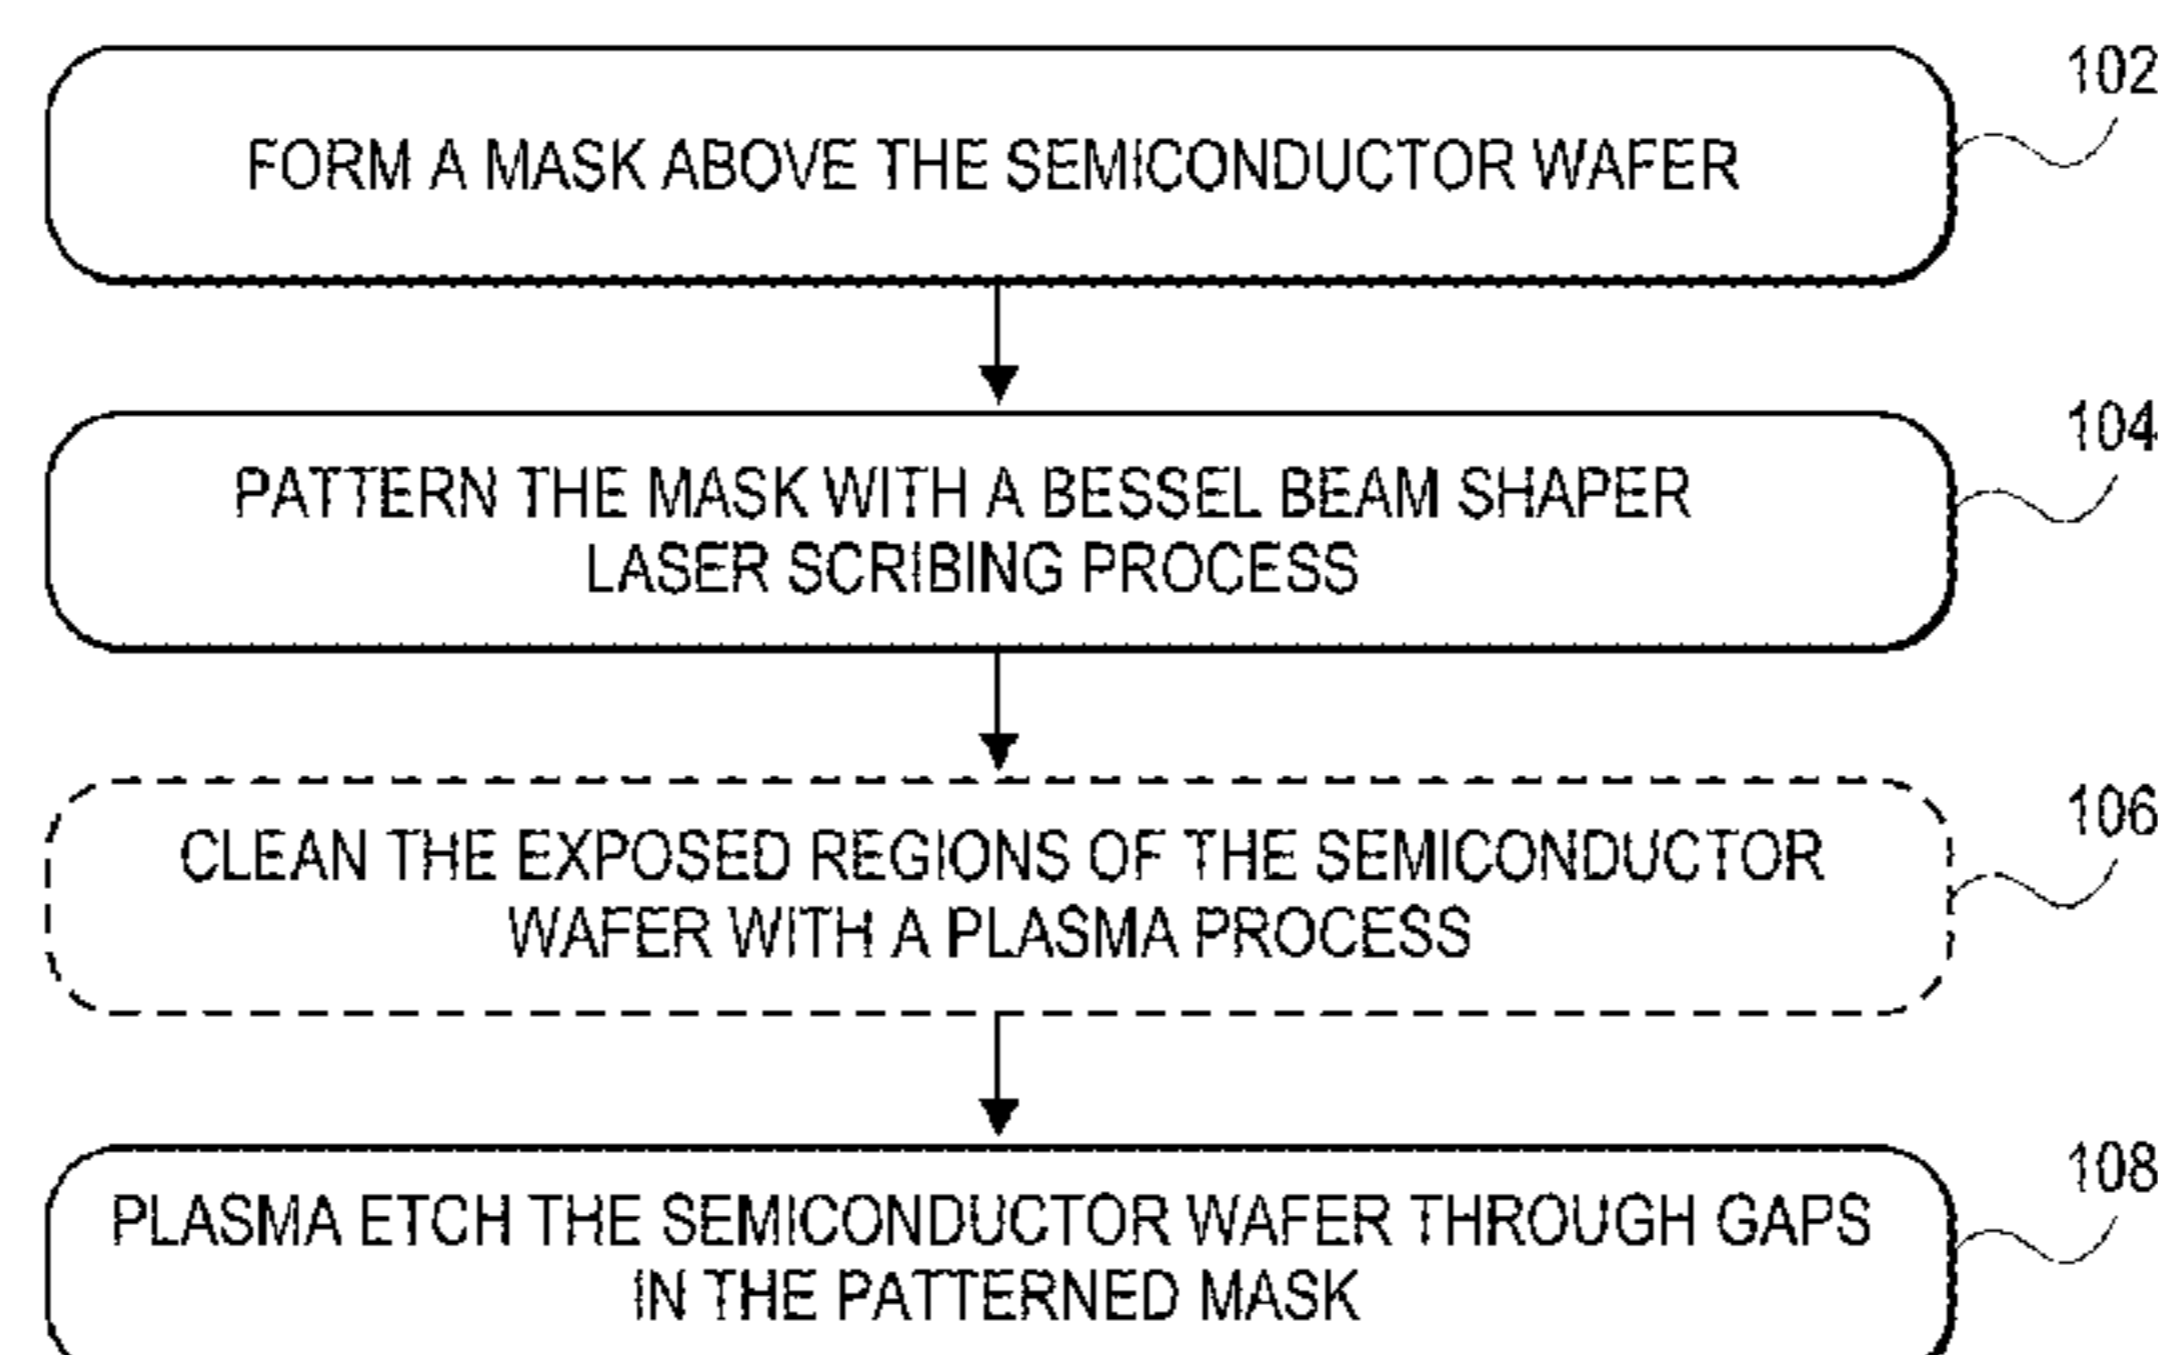 102
FORM A MASK ABOVE THE SEMICONDUCTOR WAFER
104
PATTERN THE MASK WITH A BESSEL BEAM SHAPER
LASER SCRIBING PROCESS
106
CLEAN THE EXPOSED REGIONS OF THE SEMICONDUCTOR
WAFER WITH A PLASMA PROCESS
108
PLASMA ETCH THE SEMICONDUCTOR WAFER THROUGH GAPS
IN THE PATTERNED MASK